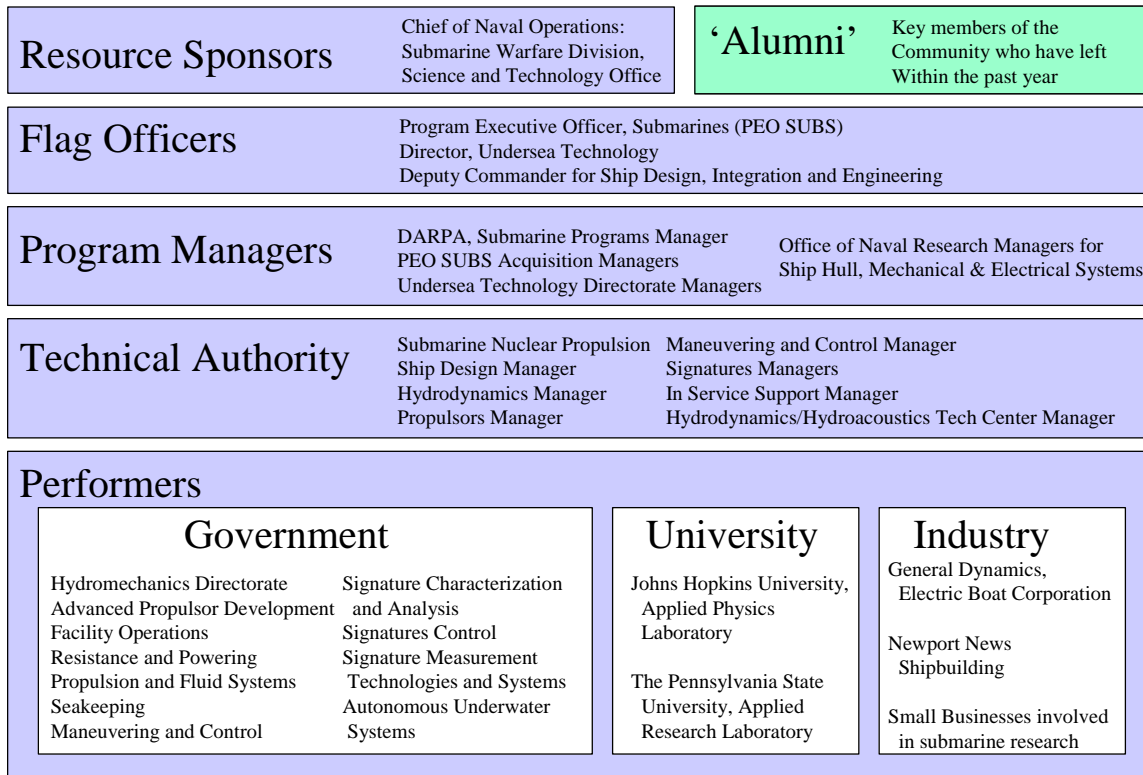 Resource Sponsors
Chief of Naval Operations:
Submarine Warfare Division,
Science and Technology Office
‘Alumni’
Key members of the
Community who have left
Within the past year
Flag Officers
Program Executive Officer, Submarines (PEO SUBS)
Director, Undersea Technology
Deputy Commander for Ship Design, Integration and Engineering
Program Managers
DARPA, Submarine Programs Manager
PEO SUBS Acquisition Managers
Undersea Technology Directorate Managers
Office of Naval Research Managers for
Ship Hull, Mechanical & Electrical Systems
Technical Authority
Submarine Nuclear Propulsion
Ship Design Manager
Hydrodynamics Manager
Propulsors Manager
Maneuvering and Control Manager
Signatures Managers
In Service Support Manager
Hydrodynamics/Hydroacoustics Tech Center Manager
Performers
Government
Hydromechanics Directorate
Advanced Propulsor Development
Facility Operations
Resistance and Powering
Propulsion and Fluid Systems
Seakeeping
Maneuvering and Control
Signature Characterization
and Analysis
Signatures Control
Signature Measurement
Technologies and Systems
Autonomous Underwater
Systems
University
Johns Hopkins University,
Applied Physics
Laboratory
The Pennsylvania State
University, Applied
Research Laboratory
Industry
General Dynamics,
Electric Boat Corporation
Newport News
Shipbuilding
Small Businesses involved
in submarine research